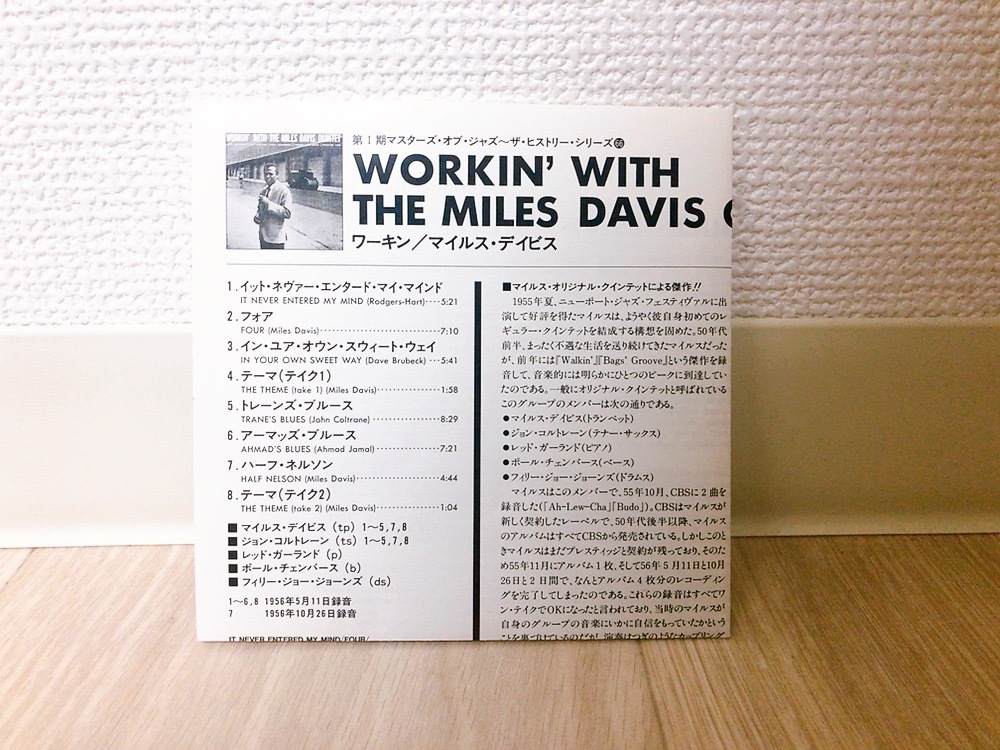 第Ⅰ期マスターズ・オブ・ジャズ〜ザ・ヒストリー・シリーズ66
WORKIN' WITH
THE MILES DAVIS
ワーキン／マイルス・デイビス
1.イット・ネヴァー・エンタード・マイ・マインド
IT NEVER ENTERED MY MIND (Rodgers-Hart)‥‥5:21
2.フォア
FOUR (Miles Davis)‥‥‥‥‥‥‥‥7:10
3.イン・ユア・オウン・スウィート・ウェイ
IN YOUR OWN SWEET WAY (Dave Brubeck)‥‥5:41
4.テーマ(テイク1)
THE THEME (take 1) (Miles Davis)‥‥‥‥1:58
5.トレーンズ・ブルース
TRANE'S BLUES (John Coltrane)‥‥‥‥8:29
6.アーマッズ・ブルース
AHMAD'S BLUES (Ahmad Jamal)‥‥‥‥7:21
7.ハーフ・ネルソン
HALF NELSON (Miles Davis)‥‥‥‥4:44
8.テーマ(テイク2)
THE THEME (take 2) (Miles Davis)‥‥‥‥1:04
■マイルス・デイビス (tp) 1〜5,7,8
■ジョン・コルトレーン (ts) 1〜5,7,8
■レッド・ガーランド (p)
■ポール・チェンバース (b)
■フィリー・ジョー・ジョーンズ (ds)
1〜6,8 1956年5月11日録音
7 1956年10月26日録音
IT NEVER ENTERED MY MIND/FOUR/
■マイルス・オリジナル・クインテットによる傑作!!
1955年夏、ニューポート・ジャズ・フェスティヴァルに出
演して好評を得たマイルスは、ようやく彼自身初めてのレ
ギュラー・クインテットを結成する構想を固めた。50年代
前半、まったく不遇な生活を送り続けてきたマイルスだった
が、前年には『Walkin'』『Bags' Groove』という傑作を録
音して、音楽的には明らかにひとつのピークに到達してい
たのである。一般にオリジナル・クインテットと呼ばれている
このグループのメンバーは次の通りである。
●マイルス・デイビス(トランペット)
●ジョン・コルトレーン(テナー・サックス)
●レッド・ガーランド(ピアノ)
●ポール・チェンバース(ベース)
●フィリー・ジョー・ジョーンズ(ドラムス)
マイルスはこのメンバーで、55年10月、CBSに2曲を
録音した(「Ah-Lew-Cha」「Budo」)。CBSはマイルスが
新しく契約したレーベルで、50年代後半以降、マイルス
のアルバムはすべてCBSから発売されている。しかしこのと
きマイルスはまだプレスティッジと契約が残っており、そのた
め55年11月にアルバム1枚、そして56年5月11日と10月
26日と2日間で、なんとアルバム4枚分のレコーディン
グを完了してしまったのである。これらの録音はすべてワ
ン・テイクでOKになったと言われており、当時のマイルスが
自身のグループの音楽にいかに自信をもっていたかという
ことを裏づけているのだが、演奏はつぎのようなカップリング